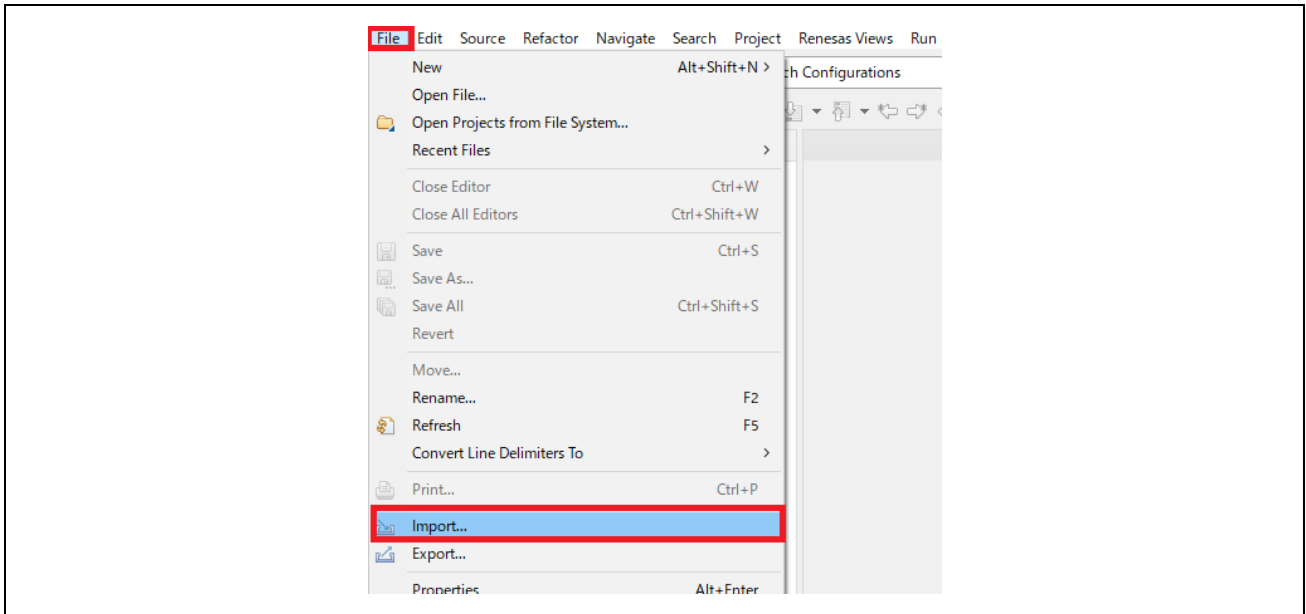 File Edit Source Refactor Navigate Search Project Renesas Views Run
New Alt+Shift+N >
ch Configurations
Open File...
Open Projects from File System...
Recent Files >
Close Editor Ctrl+W
Close All Editors Ctrl+Shift+W
Save Ctrl+S
Save As...
Save All Ctrl+Shift+S
Revert
Move...
Rename... F2
Refresh F5
Convert Line Delimiters To >
Print... Ctrl+P
Import...
Export...
Properties Alt+Enter